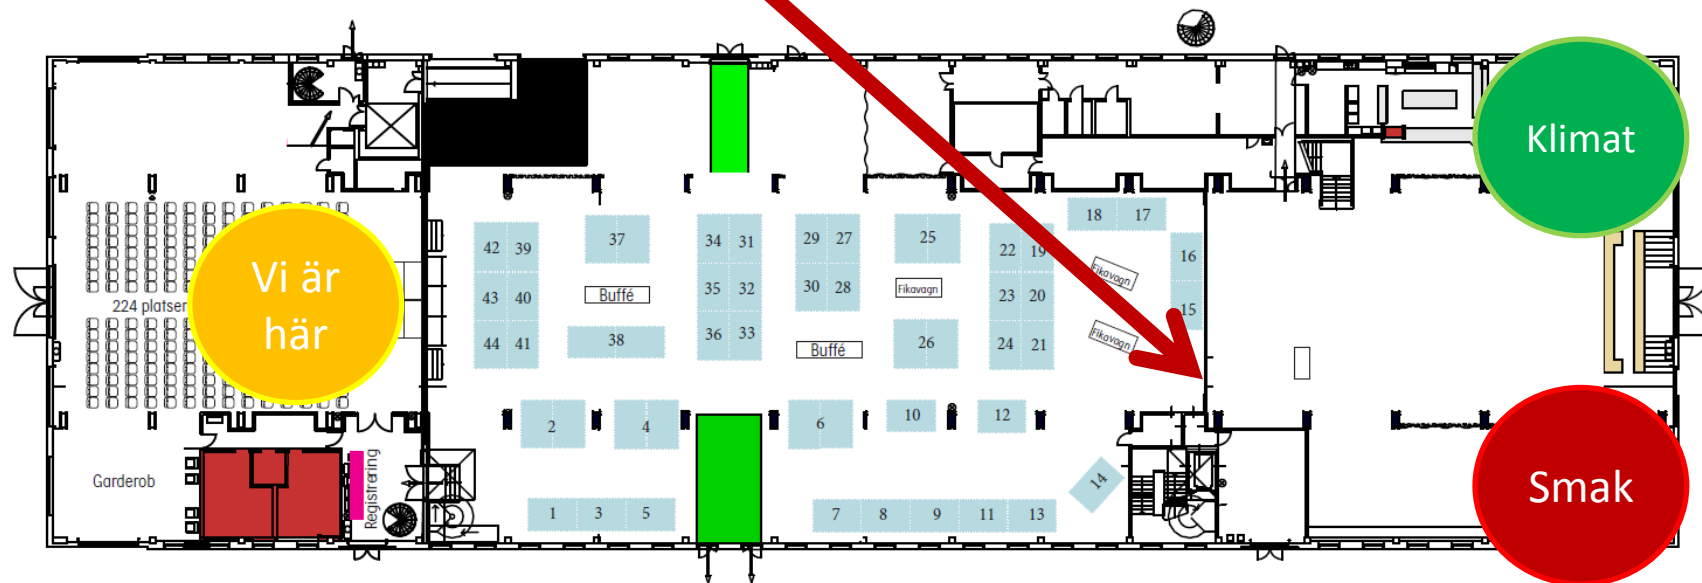 Klimat
18 17
42 39
37
34 31
29 27
25
22 19
16
Fikavagn
Vi är
här
224 platser
43 40
Buffé
35 32
30 28
Fikavagn
23 20
15
Fikavagn
44 41
38
36 33
Buffé
26
24 21
2
4
6
10
12
Garderob
Registrering
14
Smak
1 3 5
7 8 9 11 13